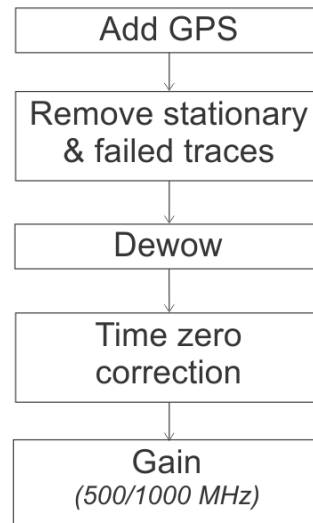 Add GPS
Remove stationary
& failed traces
Dewow
Time zero
correction
Gain
(500/1000 MHz)